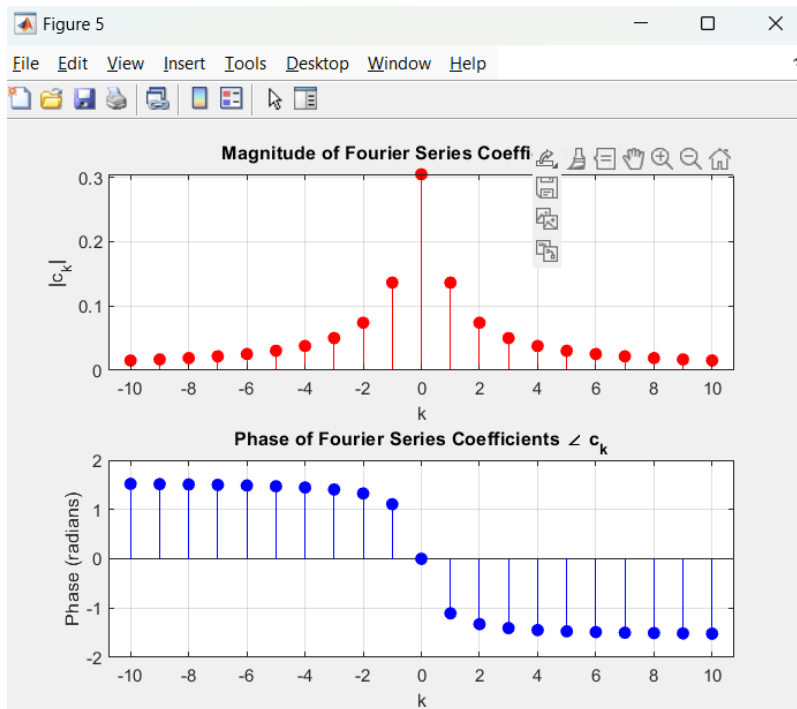 Figure 5
File Edit View Insert Tools Desktop Window Help
Magnitude of Fourier Series Coeffi
0.3
0.2
0.1
0
|c_k|
-10 -8 -6 -4 -2 0 2 4 6 8 10
k
Phase of Fourier Series Coefficients ∠ c_k
2
1
0
-1
-2
Phase (radians)
-10 -8 -6 -4 -2 0 2 4 6 8 10
k